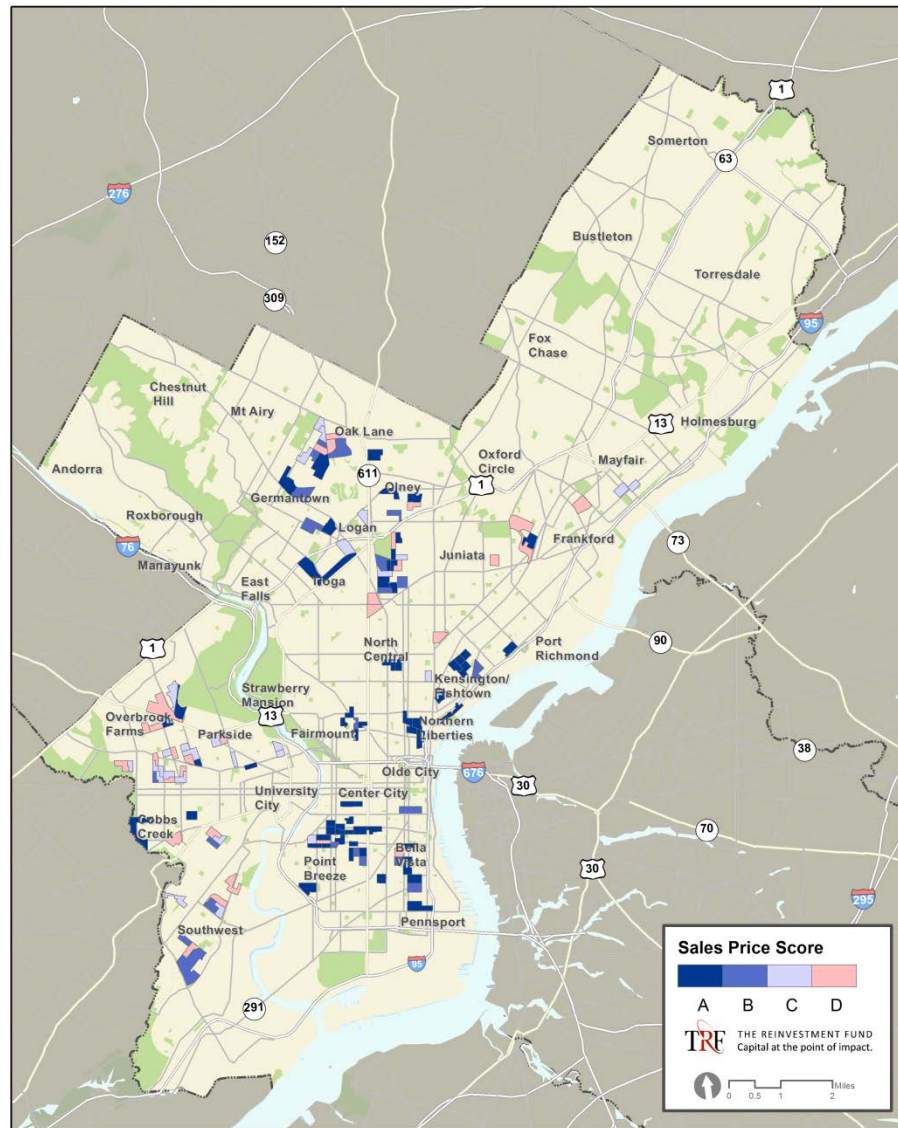 1
Somerton
63
276
Bustleton
152
Torresdale
309
95
Fox
Chase
Chestnut
Hill
Mt Airy
13
Holmesburg
Oak Lane
Oxford
Circle
Mayfair
Andorra
611
Olney
1
Germantown
Roxborough
Logan
Frankford
76
73
Juniata
Manayunk
Tioga
East
Falls
90
1
North
Central
Port
Richmond
Kensington/
Fishtown
Strawberry
Mansion
13
Overbrook
Farms
Parkside
Fairmount
Northern
Liberties
38
Olde City
676
30
University
City
Center City
Cobbs
Creek
70
Bella
Vista
Point
Breeze
30
295
Pennsport
Southwest
95
291
Sales Price Score
A B C D
TRF THE REINVESTMENT FUND
Capital at the point of impact.
Miles
0 0.5 1 2